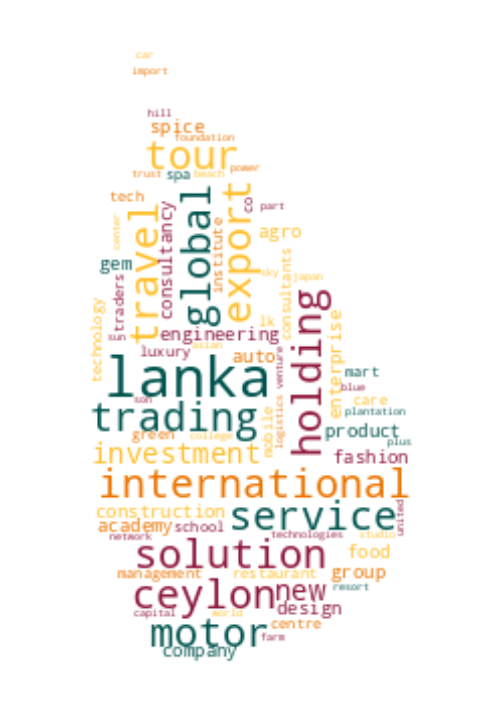 car
import
hill
spice
foundation
tour
trust spa beach power
tech
travel
consultancy
global
institute
export
co part
center
agro
gem
traders
sky japan
consultants
technology
sun
engineering
lk
holding
enterprise
luxury asian auto
venture
lanka
mart
blue
son
care
trading
plantation
green college
mobile
logistics
product
plus
investment
fashion
international
construction
service
united
academy school
network
technologies studio
solution
food
management restaurant group
ceylon new
resort
design
capital world
motor
centre
farm
company